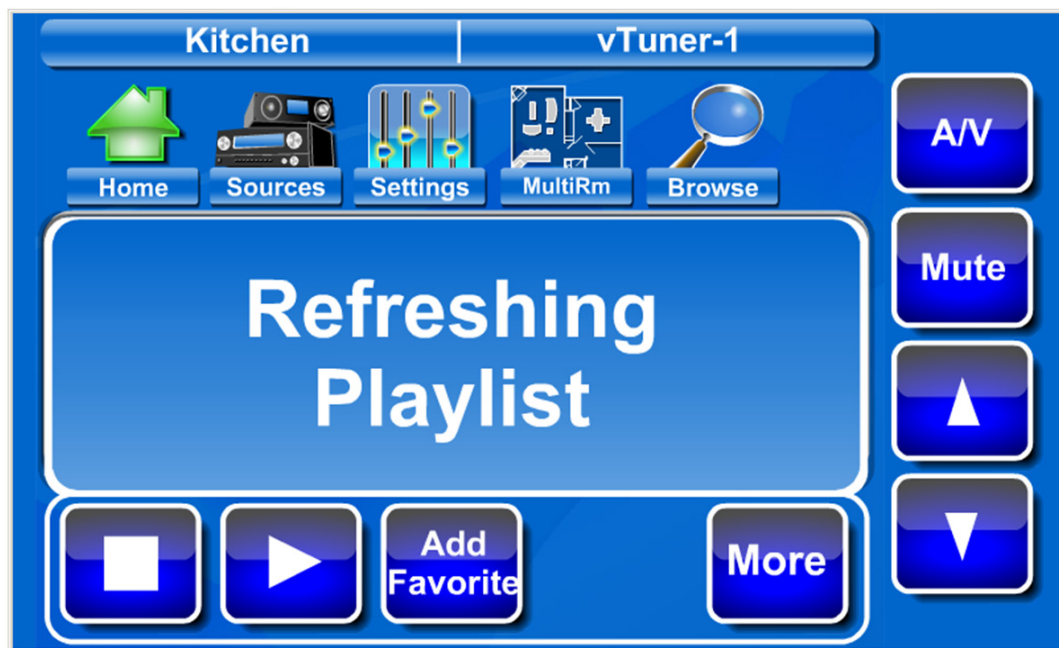 Kitchen
vTuner-1
Home
Sources
Settings
MultiRm
Browse
A/V
Mute
Refreshing
Playlist
Add
Favorite
More